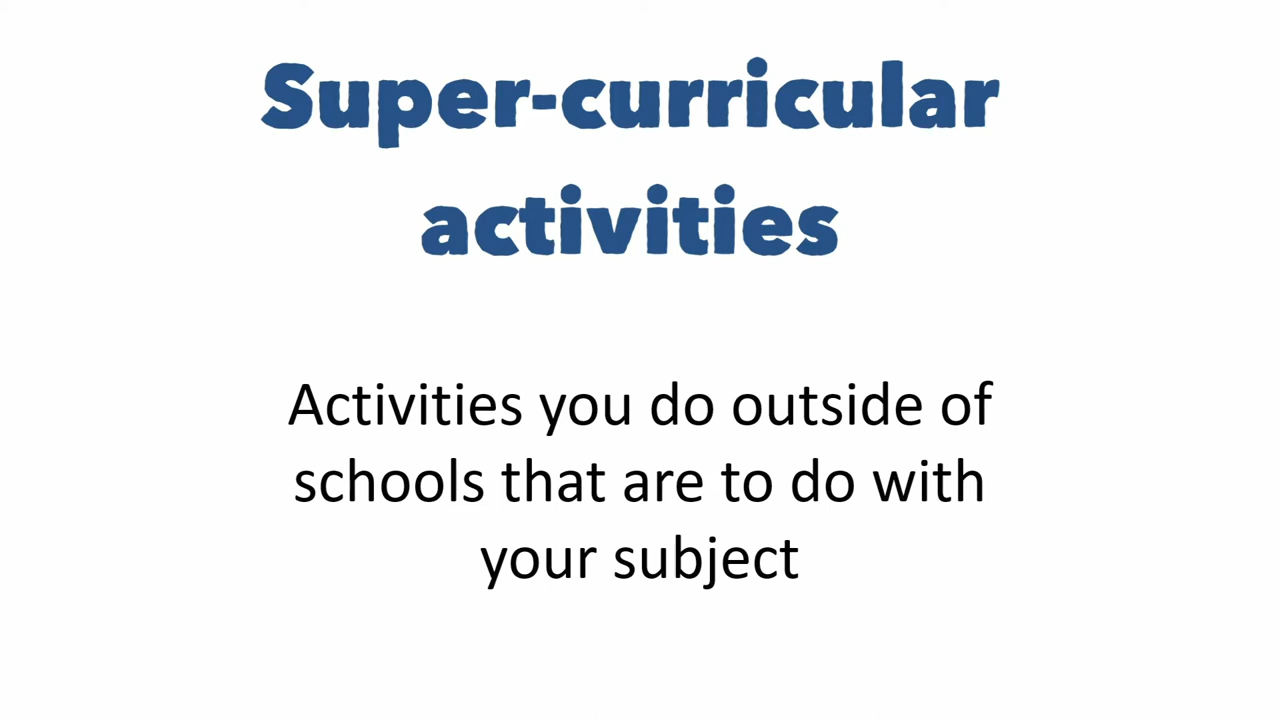 Super-curricular
activities
Activities you do outside of
schools that are to do with
your subject